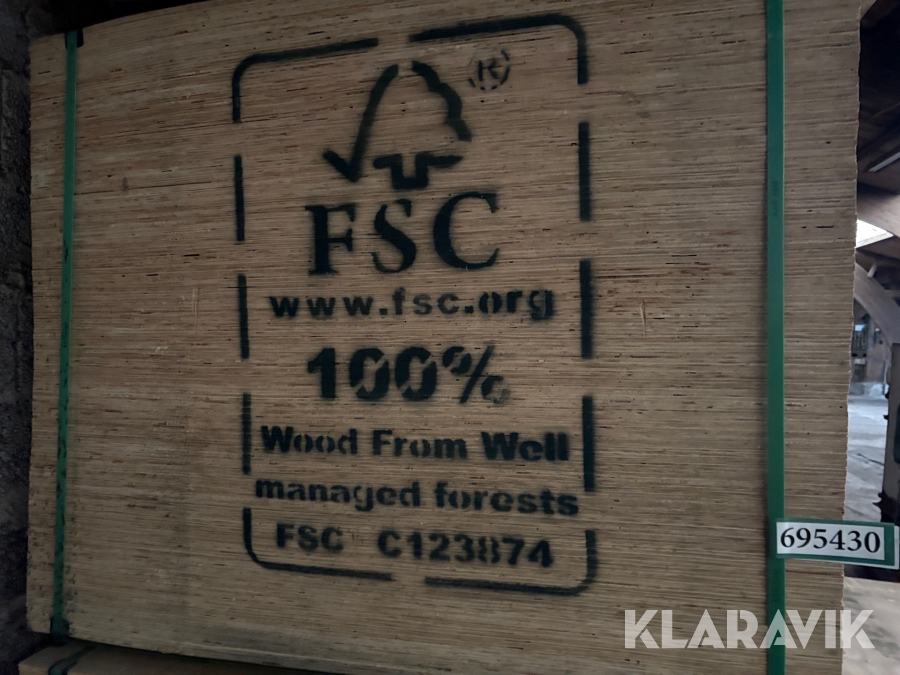 ®
FSC
www.fsc.org
100%
Wood From Well
managed forests
FSC C123874
695430
KLARAVIK